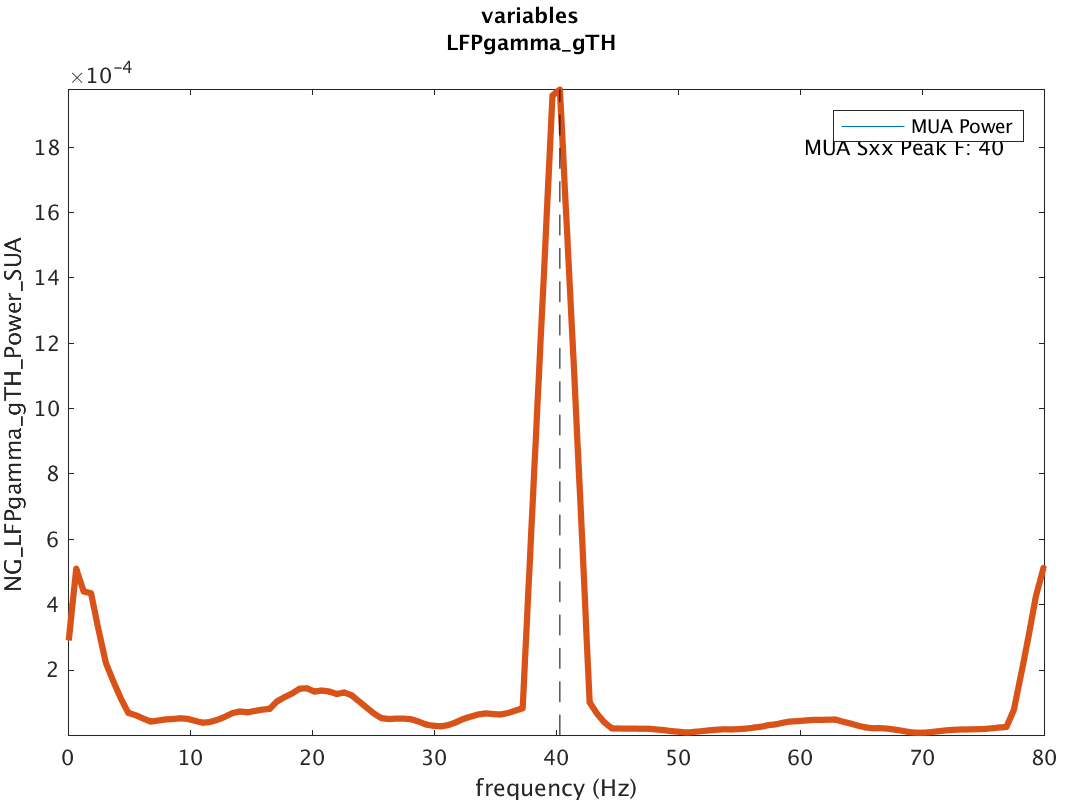 variables
LFPgamma_gTH
×10⁻⁴
MUA Power
MUA Sxx Peak F: 40
18
16
14
12
10
8
6
4
2
NG_LFPgamma_gTH_Power_SUA
0 10 20 30 40 50 60 70 80
frequency (Hz)